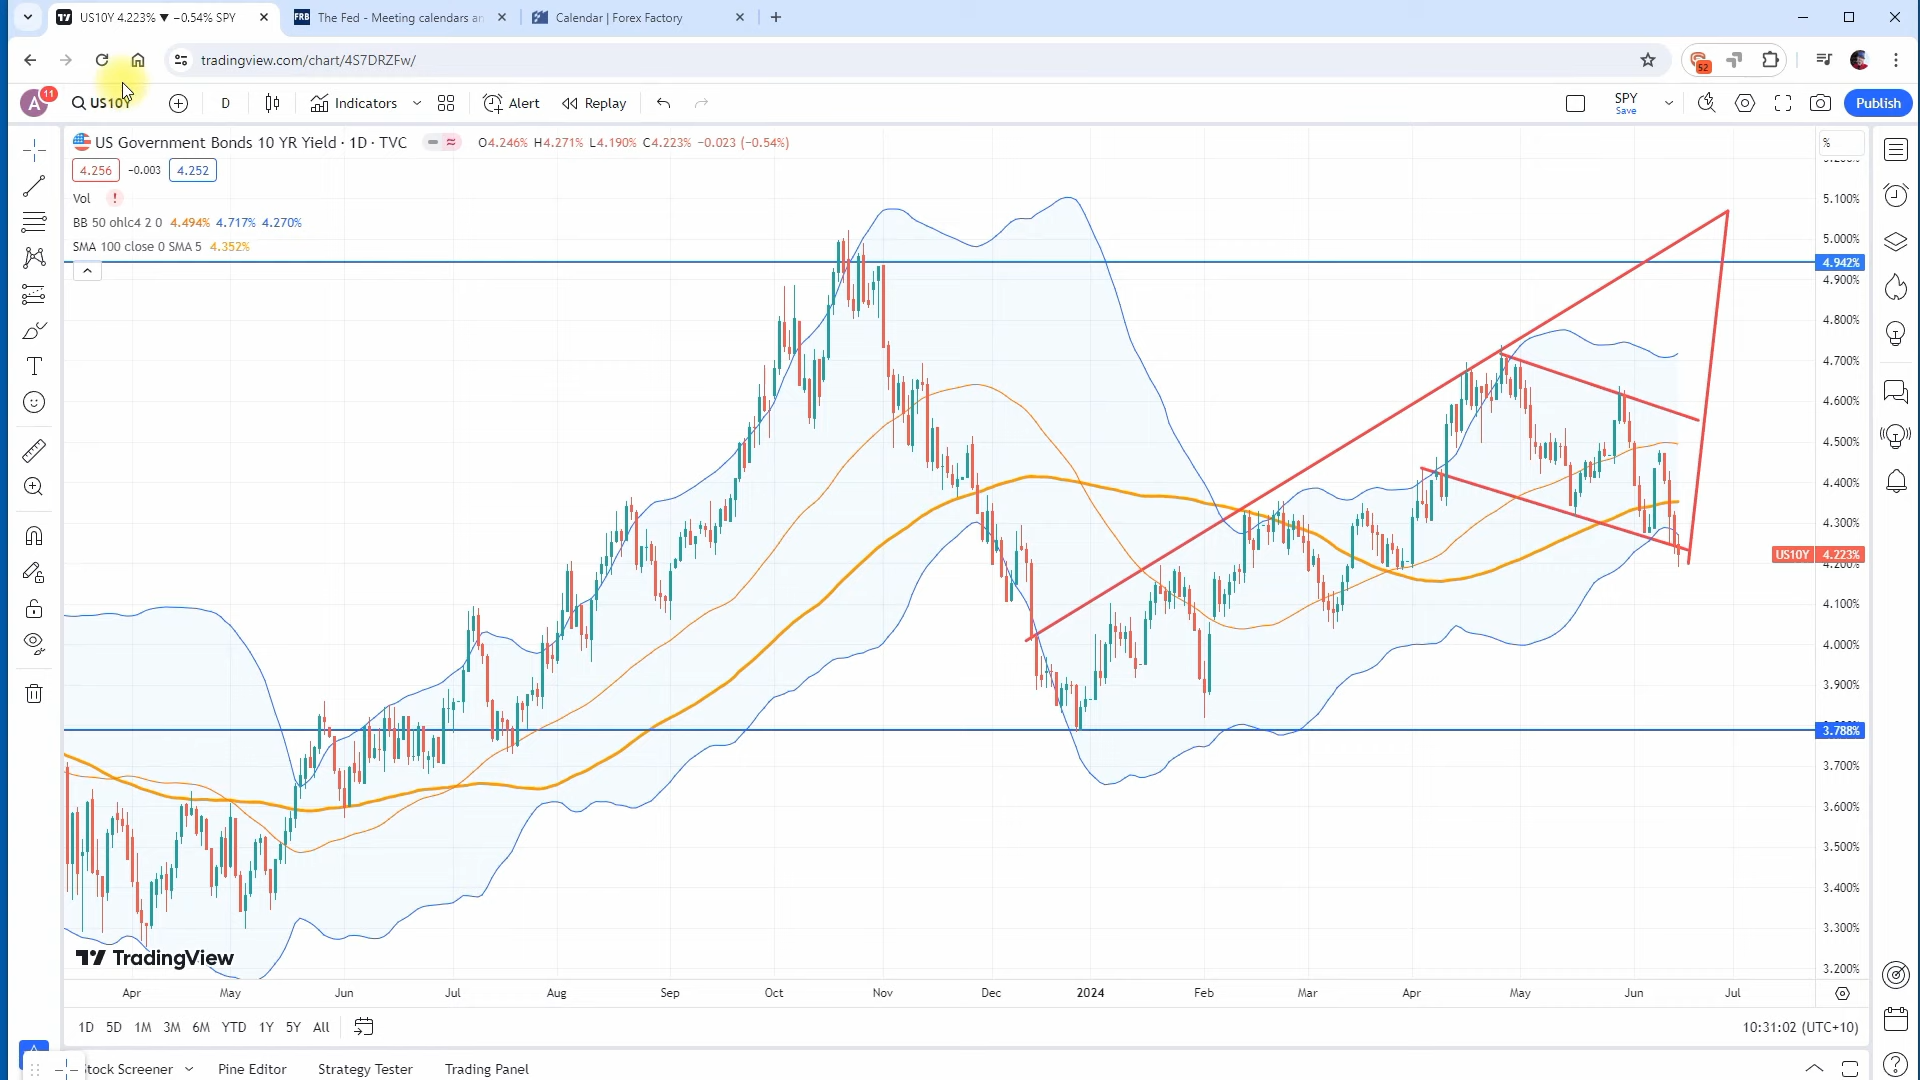 US10Y 4.223% ▼ −0.54% SPY
The Fed - Meeting calendars an
Calendar | Forex Factory
tradingview.com/chart/4S7DRZFw/
52
A
11
US10Y
D
Indicators
Alert
Replay
SPY
Save
Publish
US Government Bonds 10 YR Yield · 1D · TVC
O4.246% H4.271% L4.190% C4.223% −0.023 (−0.54%)
%
4.256
−0.003
4.252
Vol
BB 50 ohlc4 2 0 4.494% 4.717% 4.270%
SMA 100 close 0 SMA 5 4.352%
5.100%
5.000%
4.942%
4.900%
4.800%
4.700%
4.600%
4.500%
4.400%
4.300%
US10Y 4.223%
4.200%
4.100%
4.000%
3.900%
3.788%
3.700%
3.600%
3.500%
3.400%
3.300%
3.200%
TradingView
Apr May Jun Jul Aug Sep Oct Nov Dec 2024 Feb Mar Apr May Jun Jul
1D 5D 1M 3M 6M YTD 1Y 5Y All
10:31:02 (UTC+10)
tock Screener
Pine Editor
Strategy Tester
Trading Panel